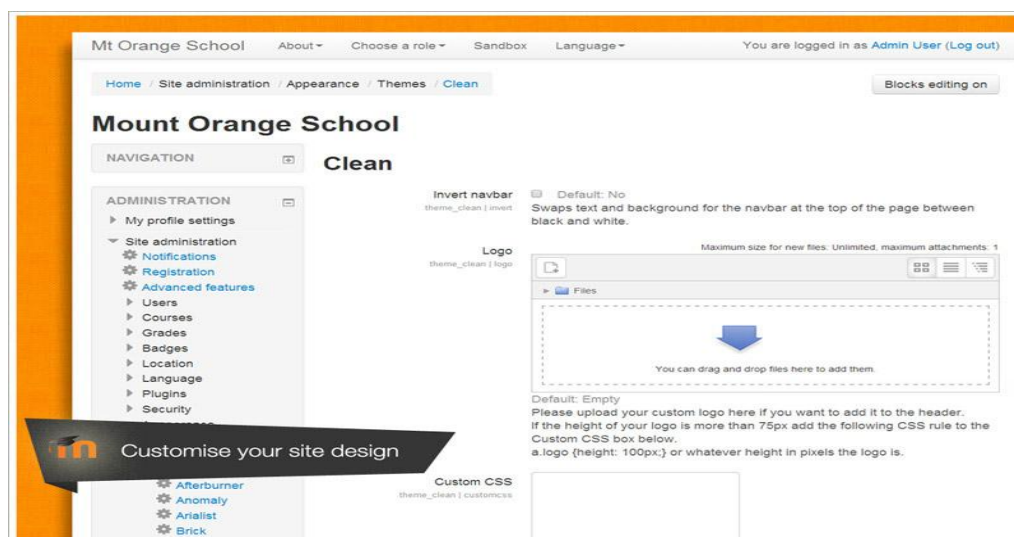 Mt Orange School About Choose a role Sandbox Language You are logged in as Admin User (Log out)
Home / Site administration / Appearance / Themes / Clean
Blocks editing on
Mount Orange School
NAVIGATION
ADMINISTRATION
My profile settings
Site administration
Notifications
Registration
Advanced features
Users
Courses
Grades
Badges
Location
Language
Plugins
Security
Customise your site design
Afterburner
Anomaly
Arialist
Brick
Clean
Invert navbar
theme_clean | invert
Default: No
Swaps text and background for the navbar at the top of the page between
black and white.
Logo
theme_clean | logo
Maximum size for new files: Unlimited, maximum attachments: 1
Files
You can drag and drop files here to add them.
Default: Empty
Please upload your custom logo here if you want to add it to the header.
If the height of your logo is more than 75px add the following CSS rule to the
Custom CSS box below.
a.logo {height: 100px;} or whatever height in pixels the logo is.
Custom CSS
theme_clean | customcss